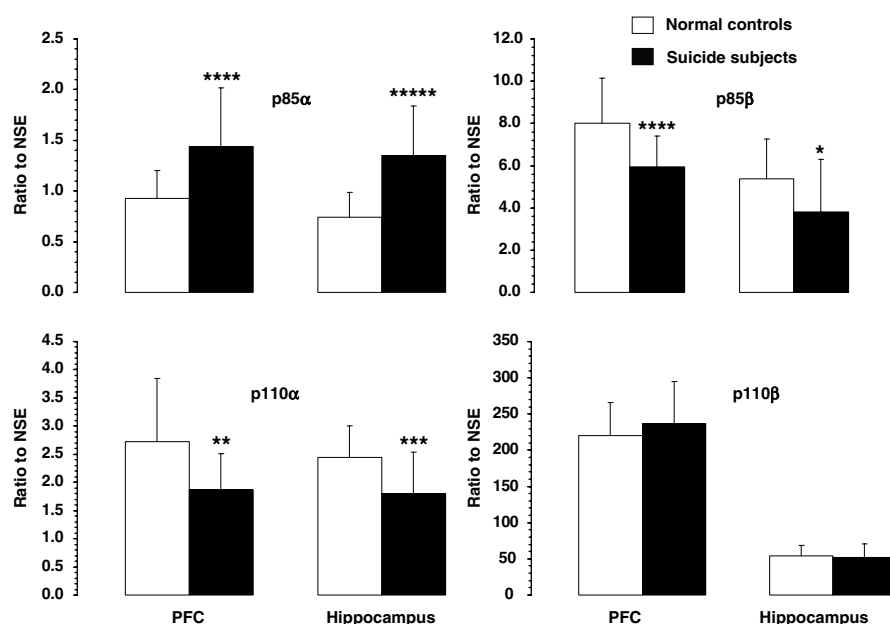 Normal controls
Suicide subjects
2.5
2.0
1.5
1.0
0.5
0.0
Ratio to NSE
p85α
****
*****
12.0
10.0
8.0
6.0
4.0
2.0
0.0
Ratio to NSE
p85β
****
*
4.5
4.0
3.5
3.0
2.5
2.0
1.5
1.0
0.5
0.0
Ratio to NSE
p110α
**
***
PFC
Hippocampus
350
300
250
200
150
100
50
0
Ratio to NSE
p110β
PFC
Hippocampus